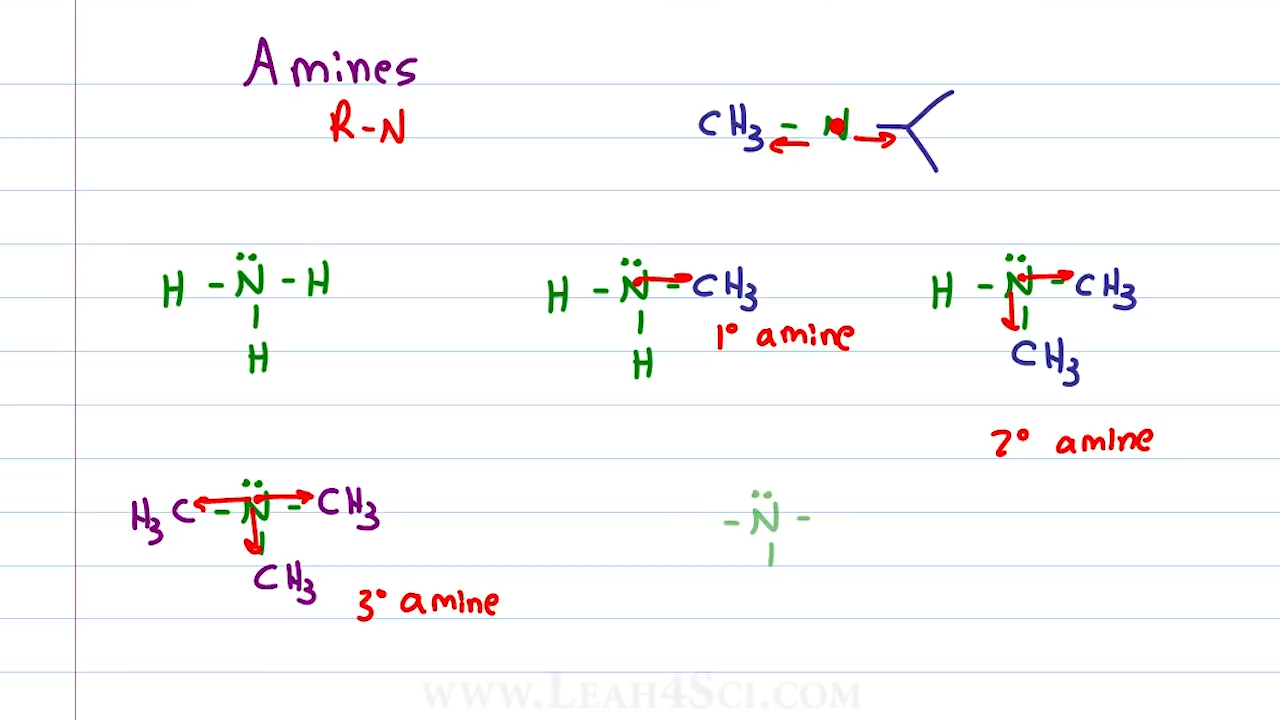 Amines
R-N
CH3 - N
H - N - H
H
H - N - CH3
H
1° amine
H - N - CH3
CH3
2° amine
H3C - N - CH3
CH3
3° amine
- N -
www.Leah4Sci.com